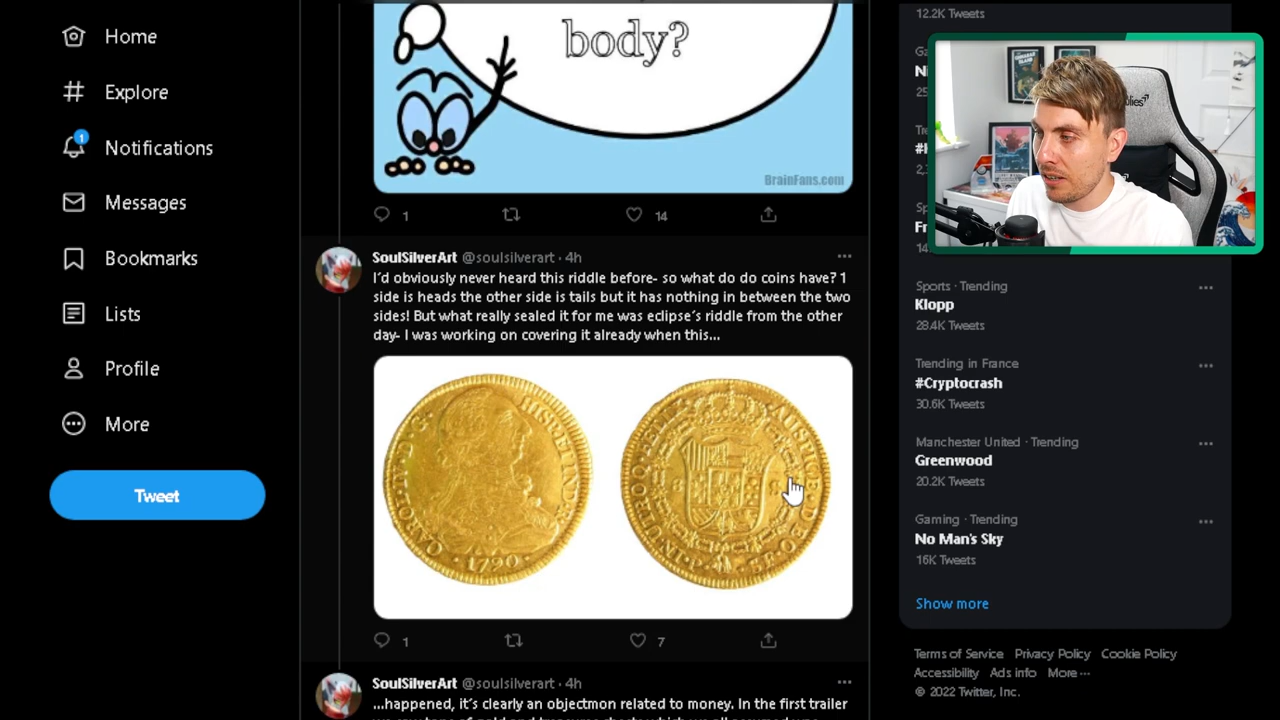 Home
Explore
1
Notifications
Messages
Bookmarks
Lists
Profile
More
Tweet
body?
BrainFans.com
1
14
SoulSilverArt @soulsilverart · 4h
I'd obviously never heard this riddle before- so what do do coins have? 1
side is heads the other side is tails but it has nothing in between the two
sides! But what really sealed it for me was eclipse's riddle from the other
day- I was working on covering it already when this...
1790
1
7
SoulSilverArt @soulsilverart · 4h
...happened, it's clearly an objectmon related to money. In the first trailer
12.2K Tweets
Sports · Trending
Klopp
28.4K Tweets
Trending in France
#Cryptocrash
30.6K Tweets
Manchester United · Trending
Greenwood
20.2K Tweets
Gaming · Trending
No Man's Sky
16K Tweets
Show more
Terms of Service Privacy Policy Cookie Policy
Accessibility Ads info More ···
© 2022 Twitter, Inc.